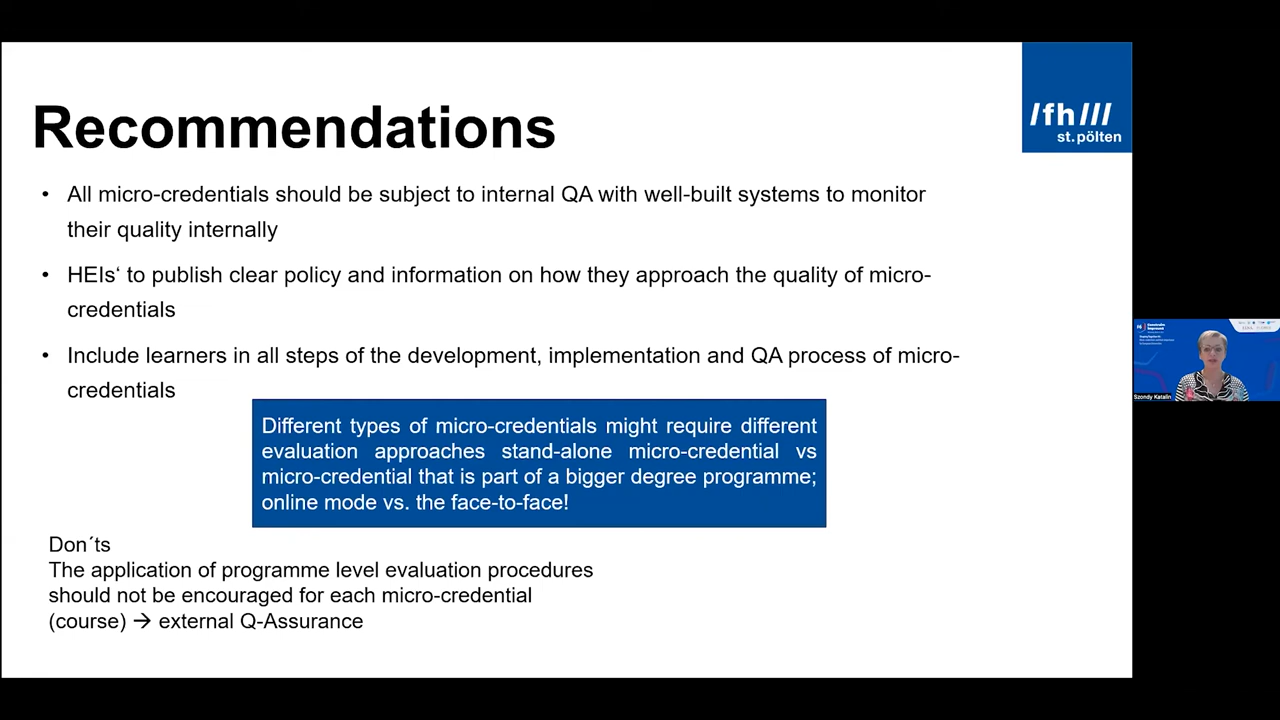 Recommendations
/fh///
st.pölten
• All micro-credentials should be subject to internal QA with well-built systems to monitor
their quality internally
• HEIs‘ to publish clear policy and information on how they approach the quality of micro-
credentials
• Include learners in all steps of the development, implementation and QA process of micro-
credentials
Different types of micro-credentials might require different
evaluation approaches stand-alone micro-credential vs
micro-credential that is part of a bigger degree programme;
online mode vs. the face-to-face!
Don´ts
The application of programme level evaluation procedures
should not be encouraged for each micro-credential
(course) → external Q-Assurance
Szondy Katalin